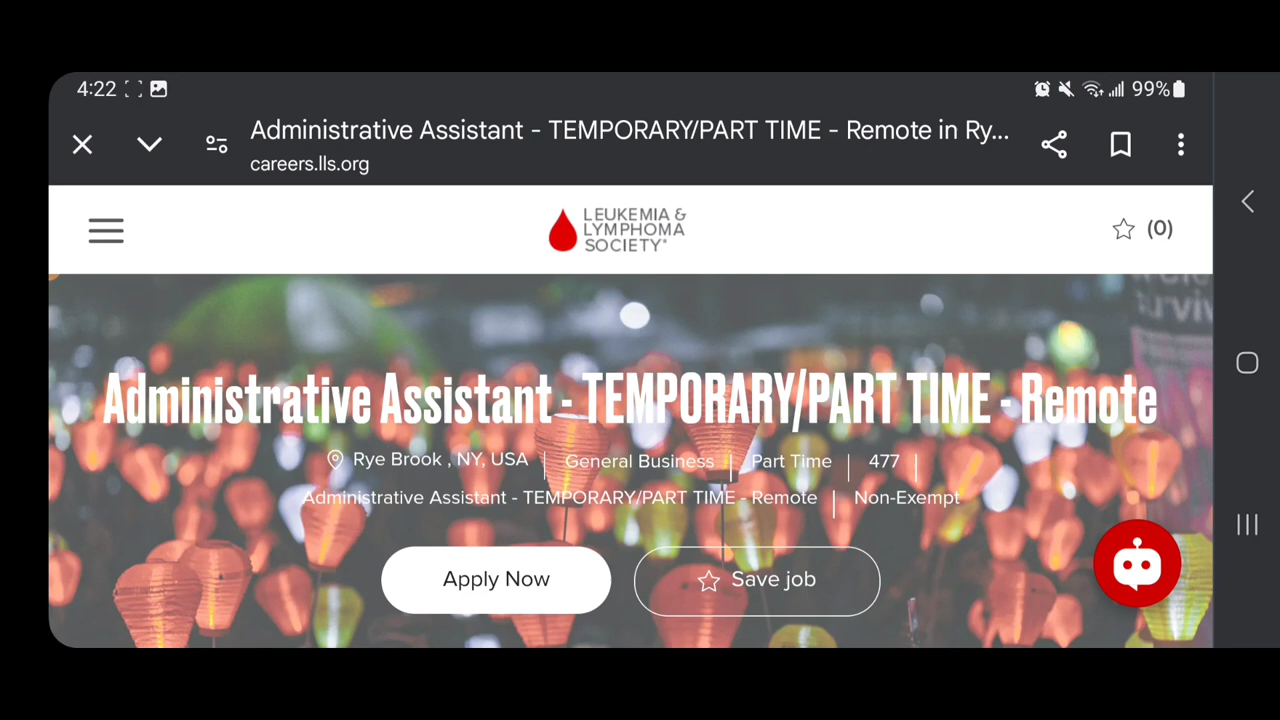 4:22 99%
Administrative Assistant - TEMPORARY/PART TIME - Remote in Ry...
careers.lls.org
LEUKEMIA &
LYMPHOMA
SOCIETY®
(0)
Administrative Assistant - TEMPORARY/PART TIME - Remote
Rye Brook , NY, USA | General Business | Part Time | 477 |
Administrative Assistant - TEMPORARY/PART TIME - Remote | Non-Exempt
Apply Now Save job